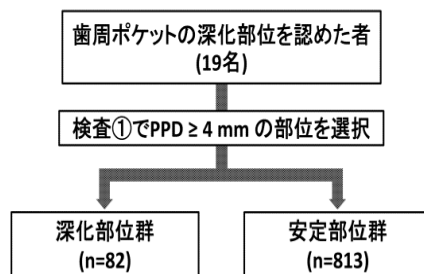 歯周ポケットの深化部位を認めた者
(19名)
検査①でPPD ≥ 4 mm の部位を選択
深化部位群
(n=82)
安定部位群
(n=813)